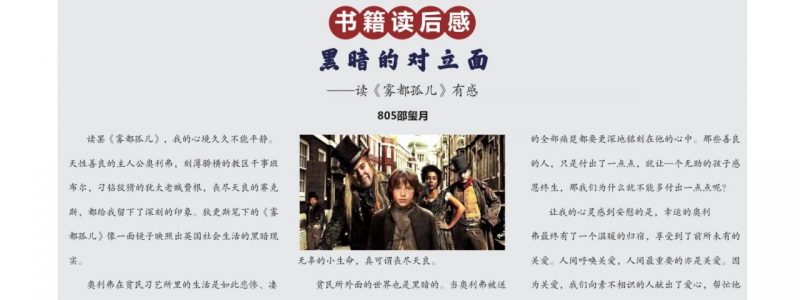 书籍读后感
黑暗的对立面
——读《雾都孤儿》有感
805邵玺月
读罢《雾都孤儿》，我的心境久久不能平静。
天性善良的主人公奥利弗，刻薄骄横的教区干事班
布尔，刁钻狡猾的犹太老贼费根，丧尽天良的赛克
斯，都给我留下了深刻的印象。狄更斯笔下的《雾
都孤儿》像一面镜子映照出英国社会生活的黑暗现
实。
奥利弗在贫民习艺所里的生活是如此悲惨、凄
无辜的小生命，真可谓丧尽天良。
贫民所外面的世界也是黑暗的。当奥利弗被送
的全部痛楚都要更深地铭刻在他的心中。那些善良
的人，只是付出了一点点，就让一个无助的孩子感
恩终生，那我们为什么就不能多付出一点点呢？
让我的心灵感到安慰的是，幸运的奥利
弗最终有了一个温暖的归宿，享受到了前所未有的
关爱。人间呼唤关爱，人间最重要的亦是关爱。因
为关爱，我们向素不相识的人献出了爱心，帮忙他